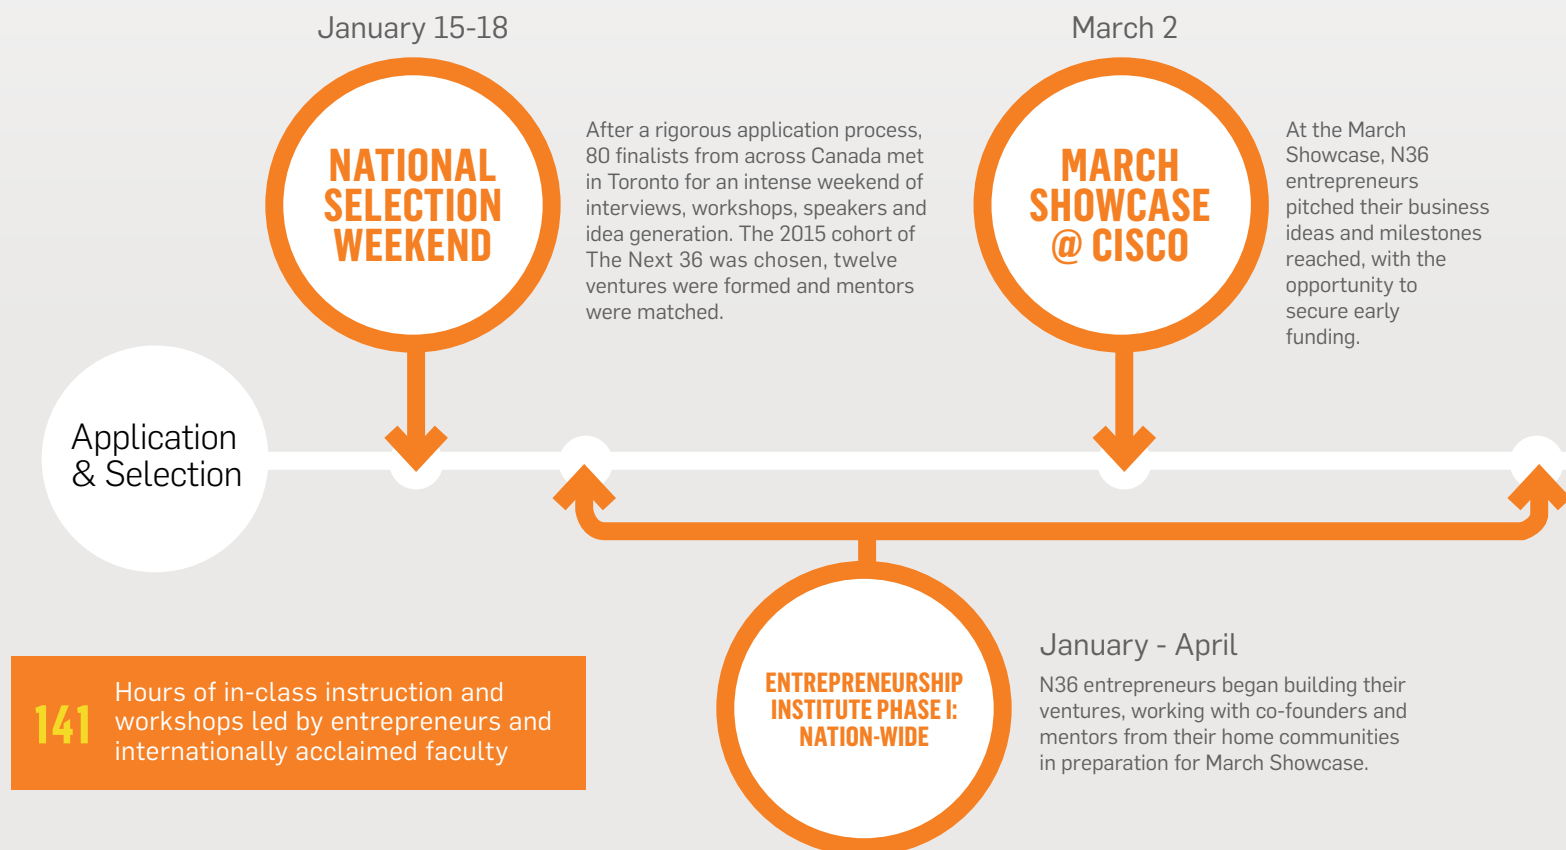 January 15-18
NATIONAL
SELECTION
WEEKEND
After a rigorous application process,
80 finalists from across Canada met
in Toronto for an intense weekend of
interviews, workshops, speakers and
idea generation. The 2015 cohort of
The Next 36 was chosen, twelve
ventures were formed and mentors
were matched.
March 2
MARCH
SHOWCASE
@ CISCO
At the March
Showcase, N36
entrepreneurs
pitched their business
ideas and milestones
reached, with the
opportunity to
secure early
funding.
Application
& Selection
141
Hours of in-class instruction and
workshops led by entrepreneurs and
internationally acclaimed faculty
ENTREPRENEURSHIP
INSTITUTE PHASE I:
NATION-WIDE
January - April
N36 entrepreneurs began building their
ventures, working with co-founders and
mentors from their home communities
in preparation for March Showcase.